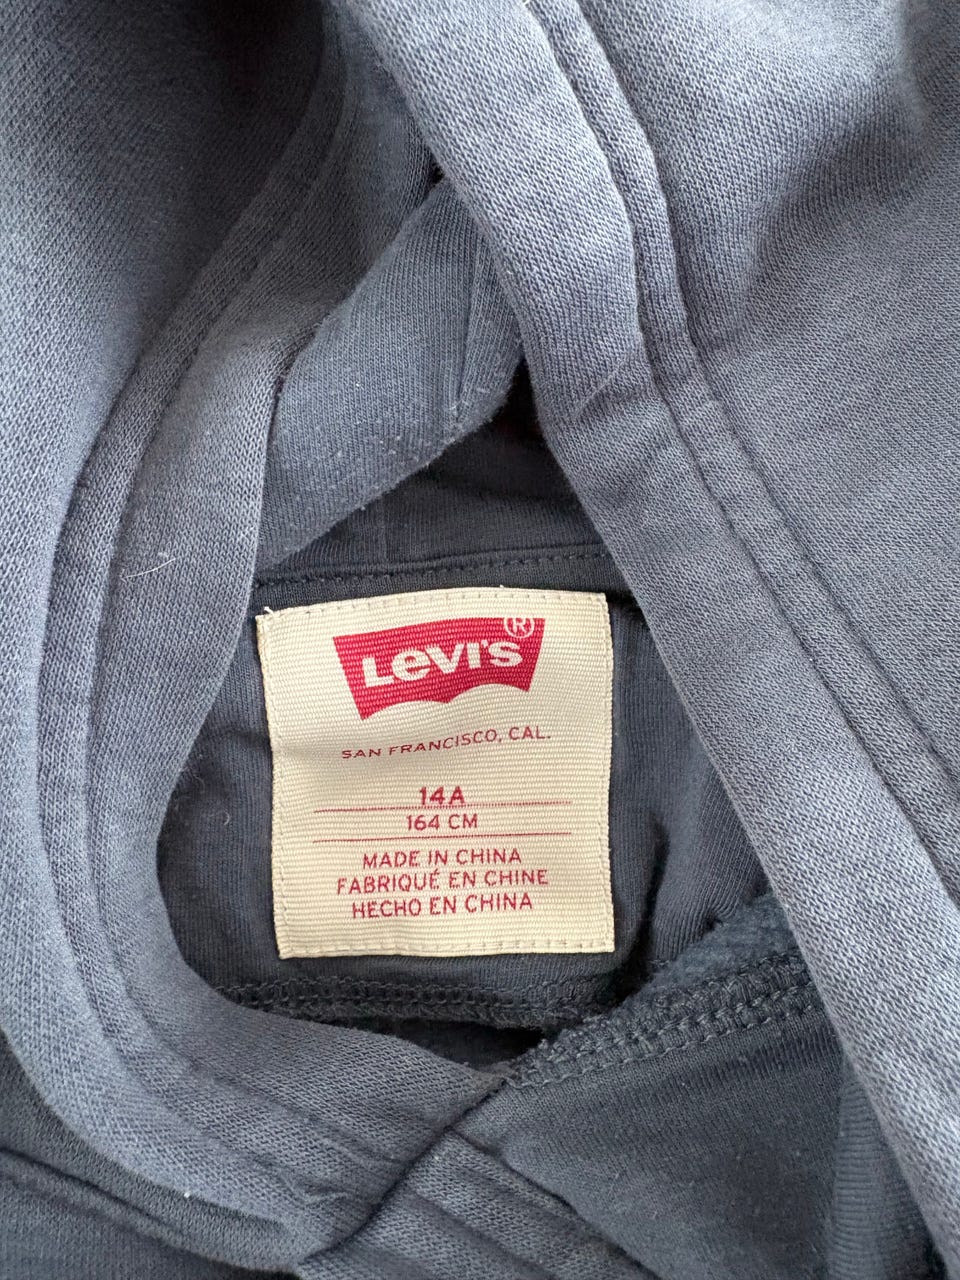 Levi's®
SAN FRANCISCO, CAL.
14A
164 CM
MADE IN CHINA
FABRIQUÉ EN CHINE
HECHO EN CHINA